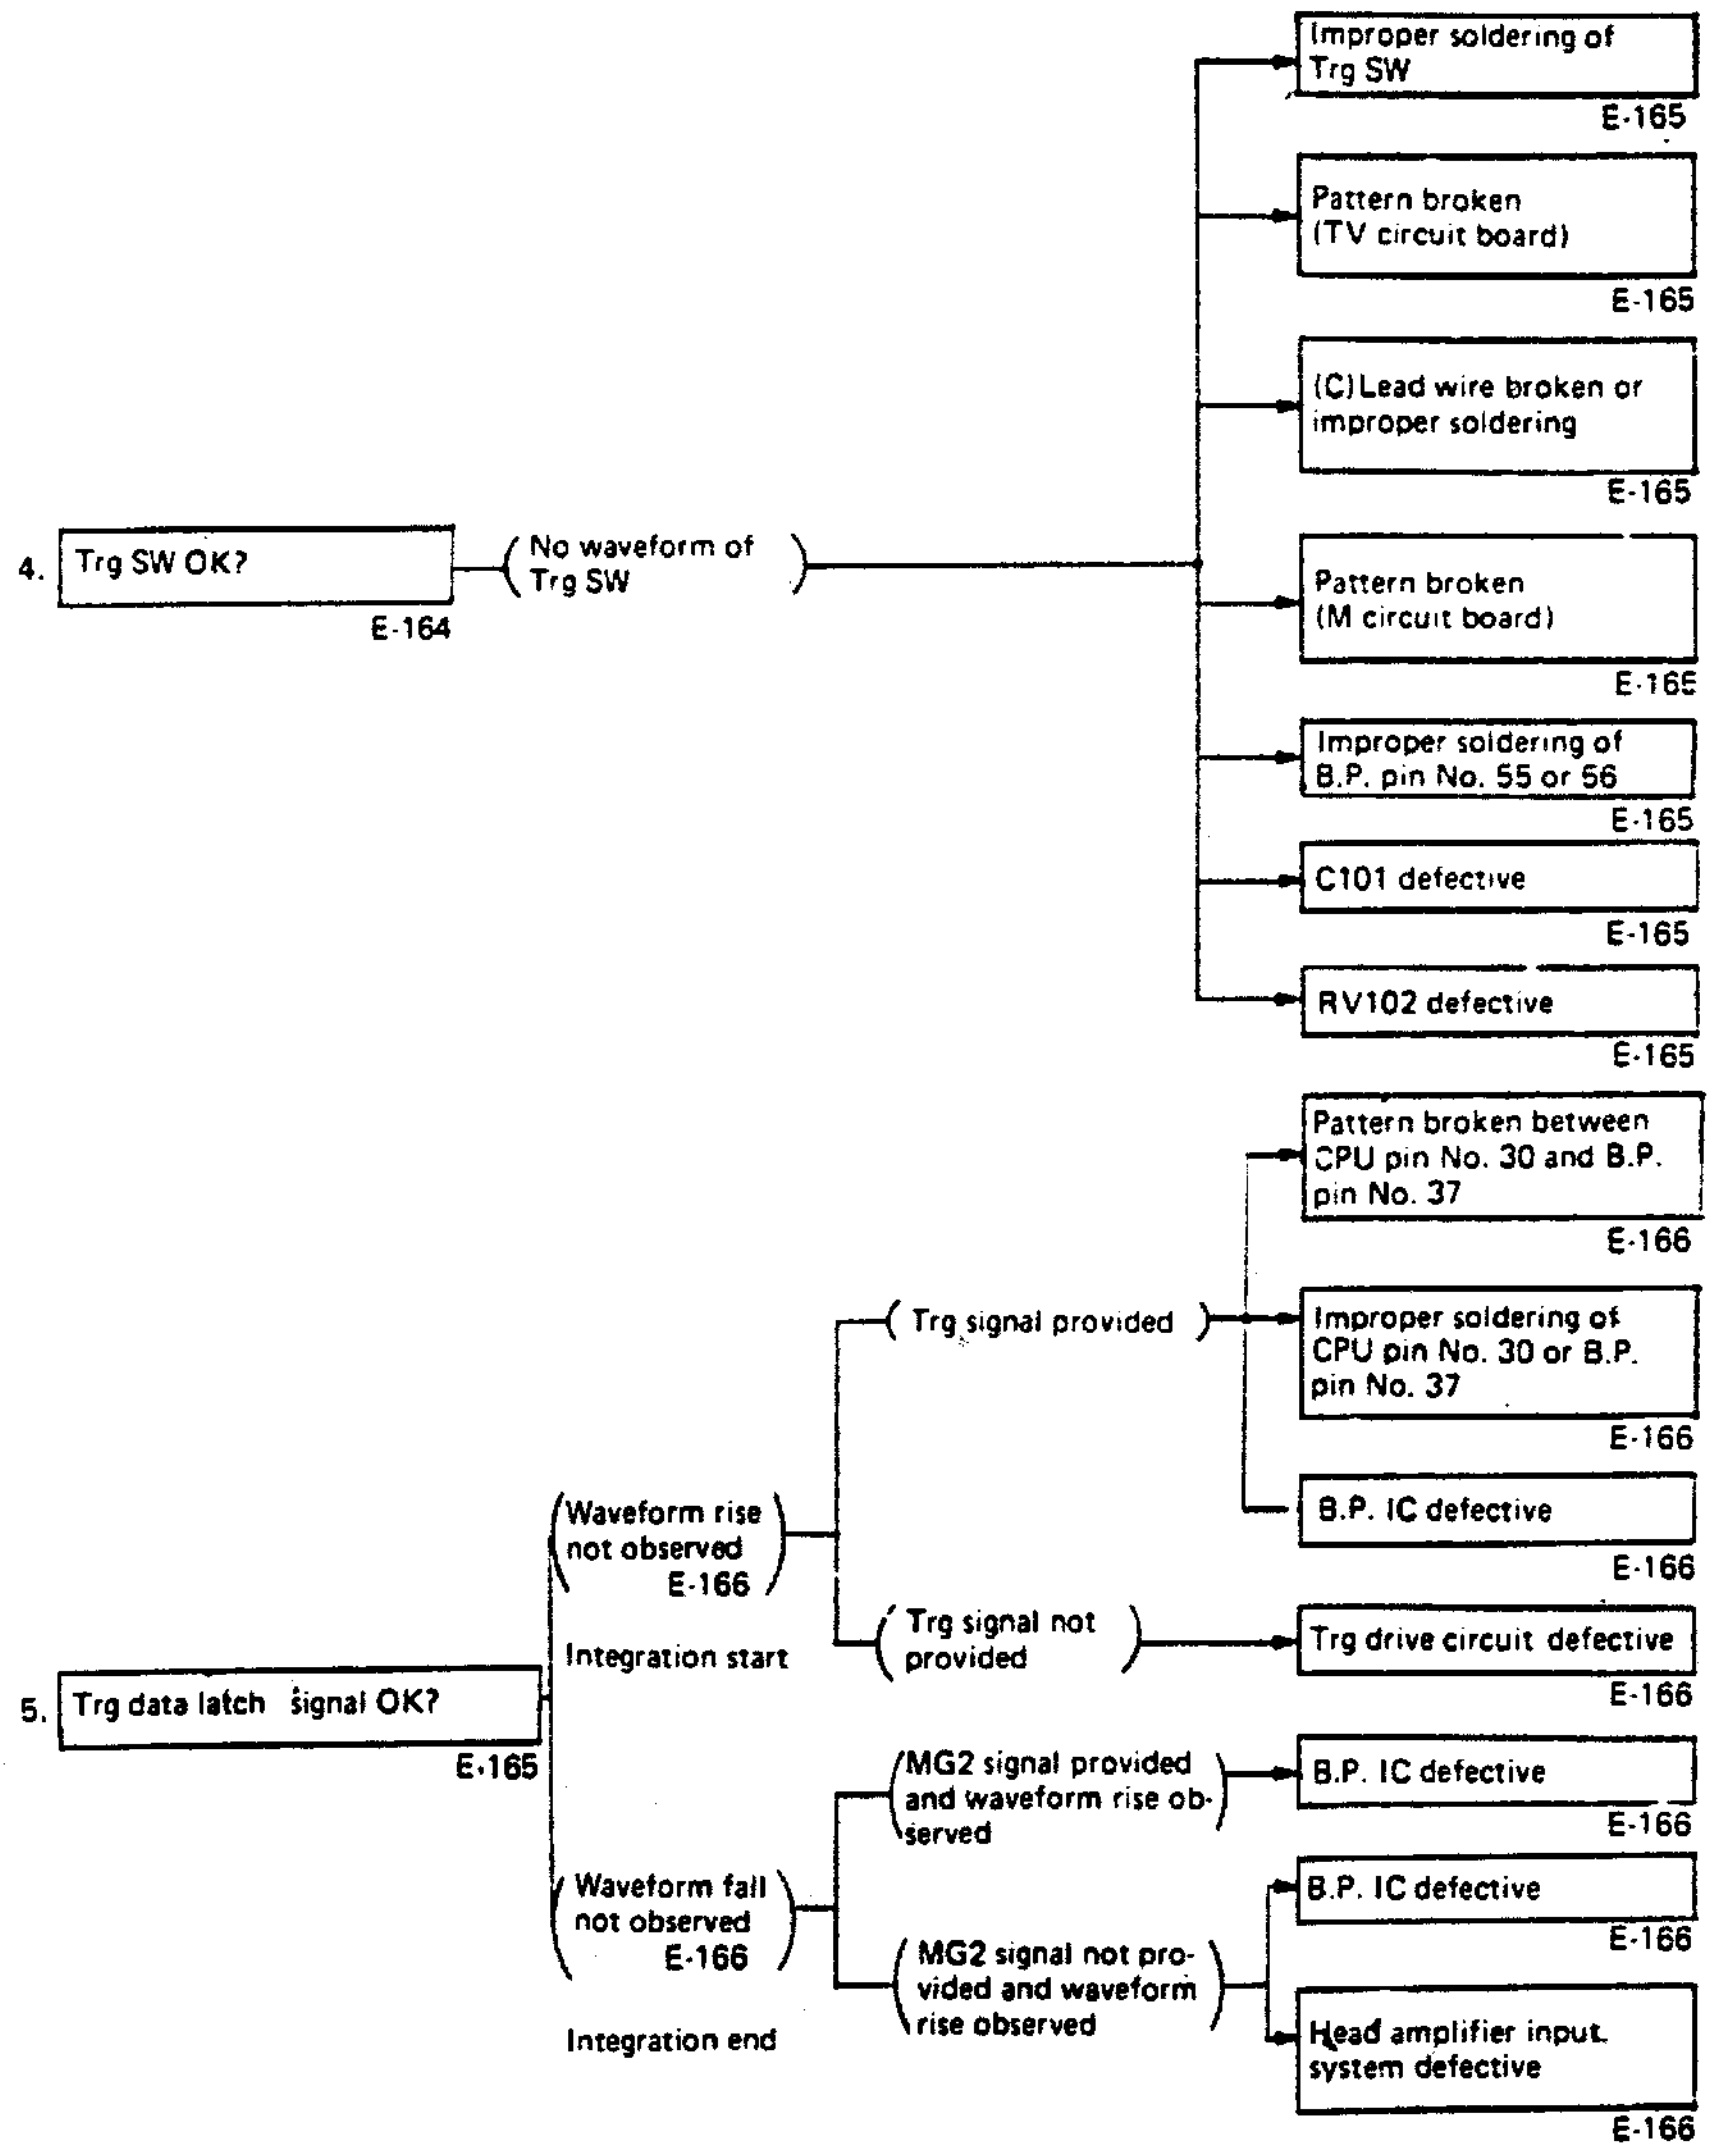 Improper soldering of
Trg SW
E-165
Pattern broken
(TV circuit board)
E-165
(C) Lead wire broken or
improper soldering
E-165
4. Trg SW OK?
E-164
No waveform of
Trg SW
Pattern broken
(M circuit board)
E-165
Improper soldering of
B.P. pin No. 55 or 56
E-165
C101 defective
E-165
RV102 defective
E-165
Pattern broken between
CPU pin No. 30 and B.P.
pin No. 37
E-166
Trg signal provided
Improper soldering of
CPU pin No. 30 or B.P.
pin No. 37
E-166
Waveform rise
not observed
E-166
B.P. IC defective
E-166
Integration start
Trg signal not
provided
Trg drive circuit defective
E-166
5. Trg data latch signal OK?
E-165
MG2 signal provided
and waveform rise ob-
served
B.P. IC defective
E-166
Waveform fall
not observed
E-166
B.P. IC defective
E-166
MG2 signal not pro-
vided and waveform
rise observed
Integration end
Head amplifier input
system defective
E-166